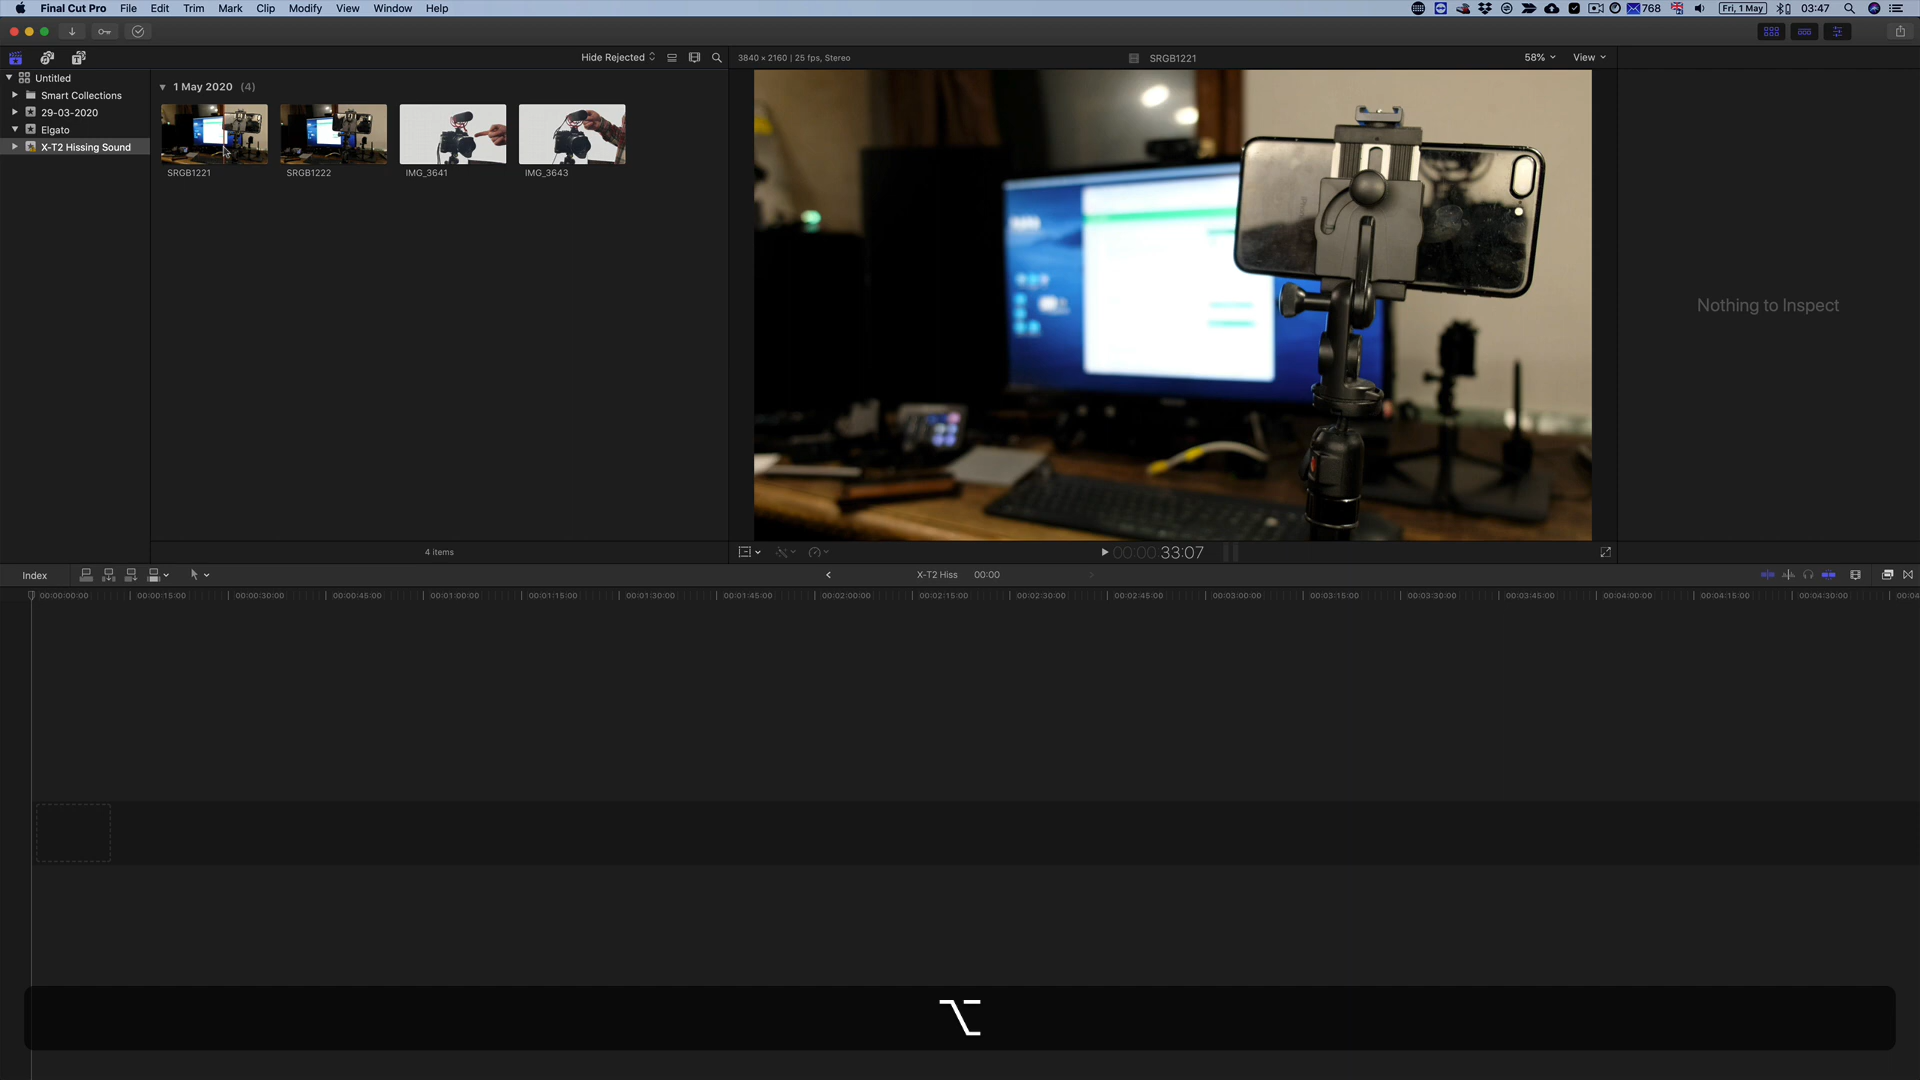 Final Cut Pro File Edit Trim Mark Clip Modify View Window Help 768 Fri, 1 May 03:47
Hide Rejected 3840 × 2160 | 25 fps, Stereo SRGB1221 58% View
Untitled
Smart Collections
29-03-2020
Elgato
X-T2 Hissing Sound
1 May 2020 (4)
SRGB1221 SRGB1222 IMG_3641 IMG_3643
Nothing to Inspect
4 items 00:00:33:07
Index X-T2 Hiss 00:00
00:00:00:00 00:00:15:00 00:00:30:00 00:00:45:00 00:01:00:00 00:01:15:00 00:01:30:00 00:01:45:00 00:02:00:00 00:02:15:00 00:02:30:00 00:02:45:00 00:03:00:00 00:03:15:00 00:03:30:00 00:03:45:00 00:04:00:00 00:04:15:00 00:04:30:00 00:04
⌥